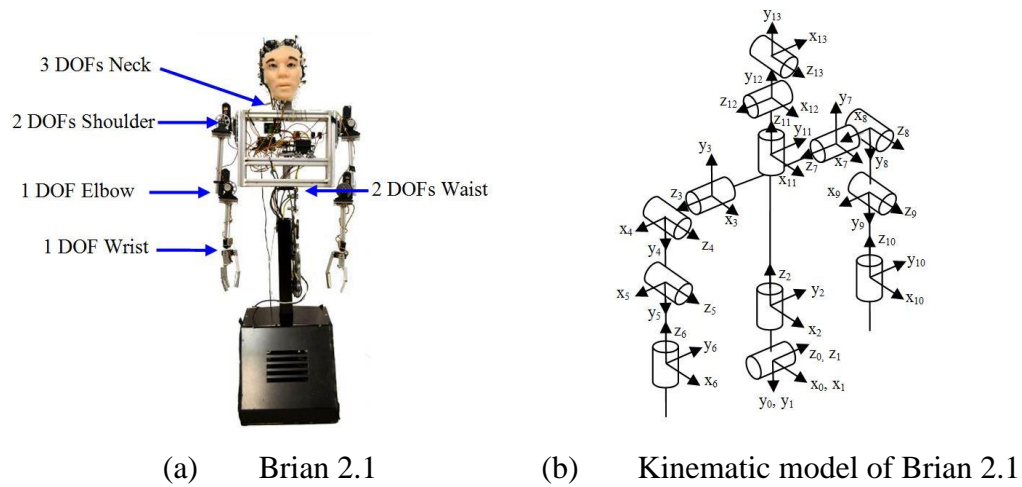 3 DOFs Neck
2 DOFs Shoulder
1 DOF Elbow
2 DOFs Waist
1 DOF Wrist
y13
x13
z13
y12
z12
x12
z11
y11
x11
y7
x8
z8
z7
x7
y8
y3
z3
x3
x4
z4
y4
x9
z9
y9
x5
z5
y5
z10
y10
x10
z2
y2
x2
z6
y6
x6
z0, z1
x0, x1
y0, y1
(a) Brian 2.1
(b) Kinematic model of Brian 2.1